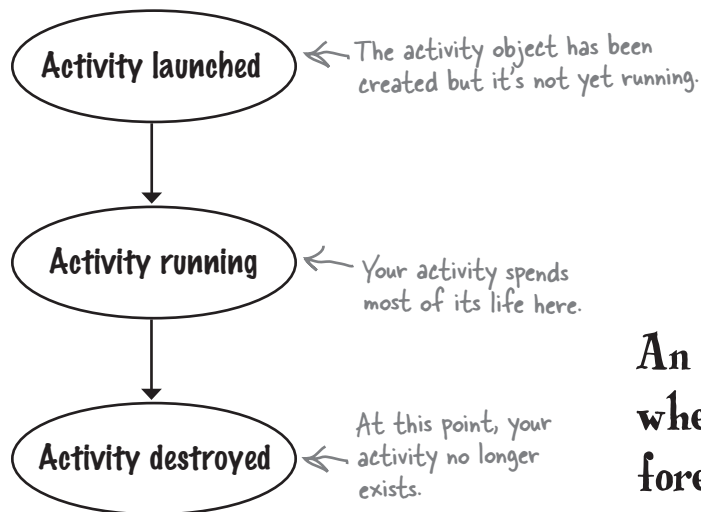 Activity launched
The activity object has been
created but it's not yet running.
Activity running
Your activity spends
most of its life here.
An
whe
fore
Activity destroyed
At this point, your
activity no longer
exists.